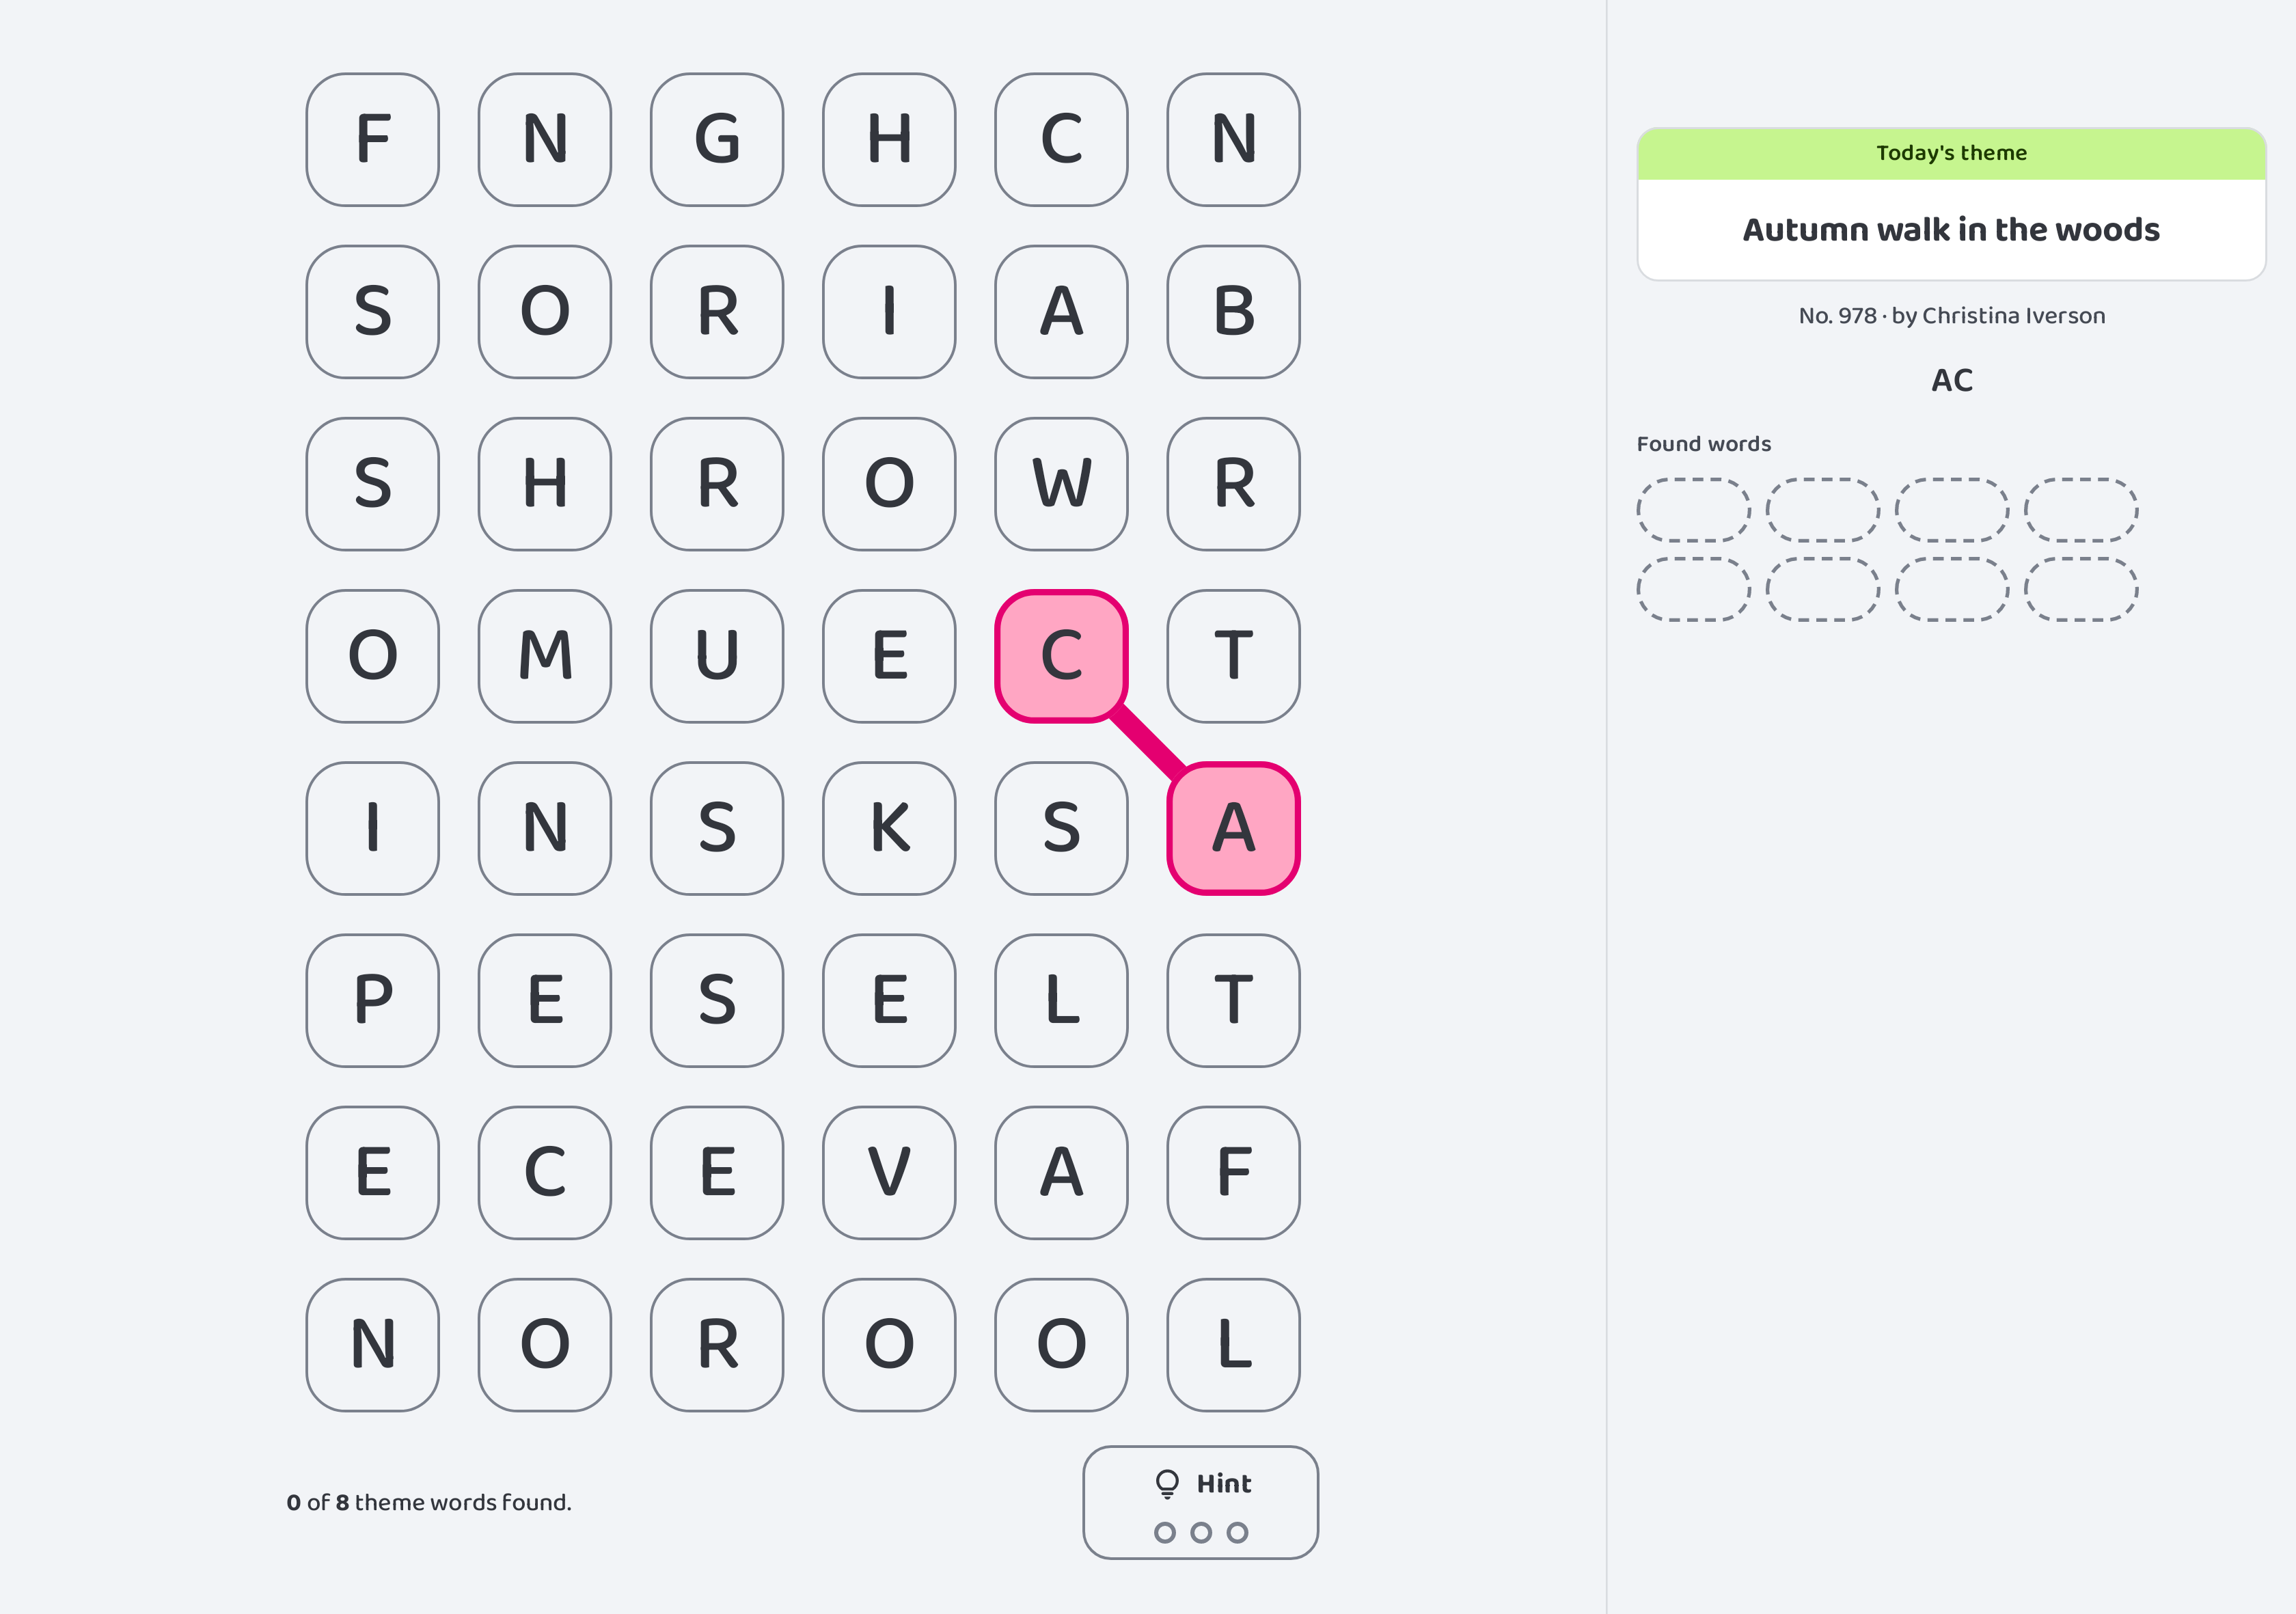 F N G H C N
S O R I A B
S H R O W R
O M U E C T
I N S K S A
P E S E L T
E C E V A F
N O R O O L
0 of 8 theme words found.
Hint
Today's theme
Autumn walk in the woods
No. 978 · by Christina Iverson
AC
Found words